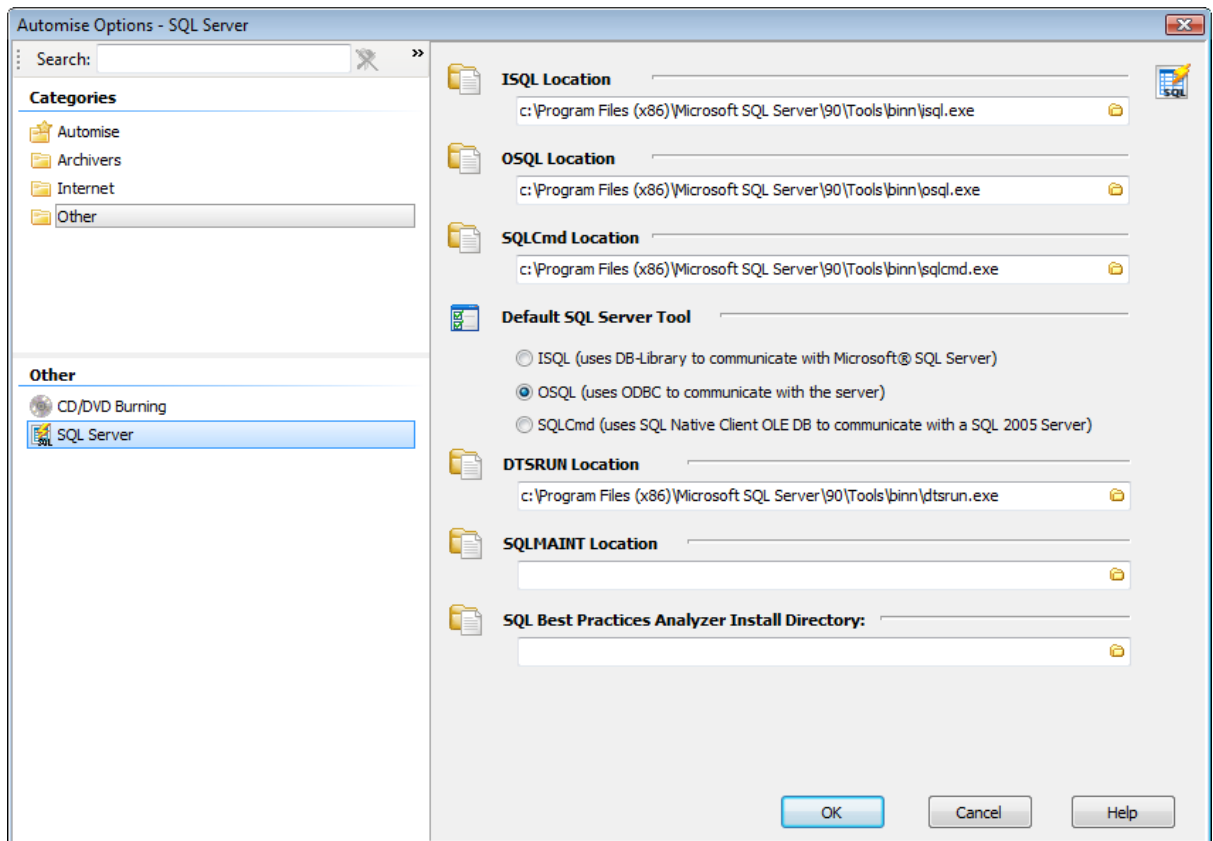 Automise Options - SQL Server
Search:
»
Categories
Automise
Archivers
Internet
Other
Other
CD/DVD Burning
SQL Server
ISQL Location
c:\Program Files (x86)\Microsoft SQL Server\90\Tools\binn\isql.exe
SQL
OSQL Location
c:\Program Files (x86)\Microsoft SQL Server\90\Tools\binn\osql.exe
SQLCmd Location
c:\Program Files (x86)\Microsoft SQL Server\90\Tools\binn\sqlcmd.exe
Default SQL Server Tool
ISQL (uses DB-Library to communicate with Microsoft® SQL Server)
OSQL (uses ODBC to communicate with the server)
SQLCmd (uses SQL Native Client OLE DB to communicate with a SQL 2005 Server)
DTSRUN Location
c:\Program Files (x86)\Microsoft SQL Server\90\Tools\binn\dtsrun.exe
SQLMAINT Location
SQL Best Practices Analyzer Install Directory:
OK Cancel Help